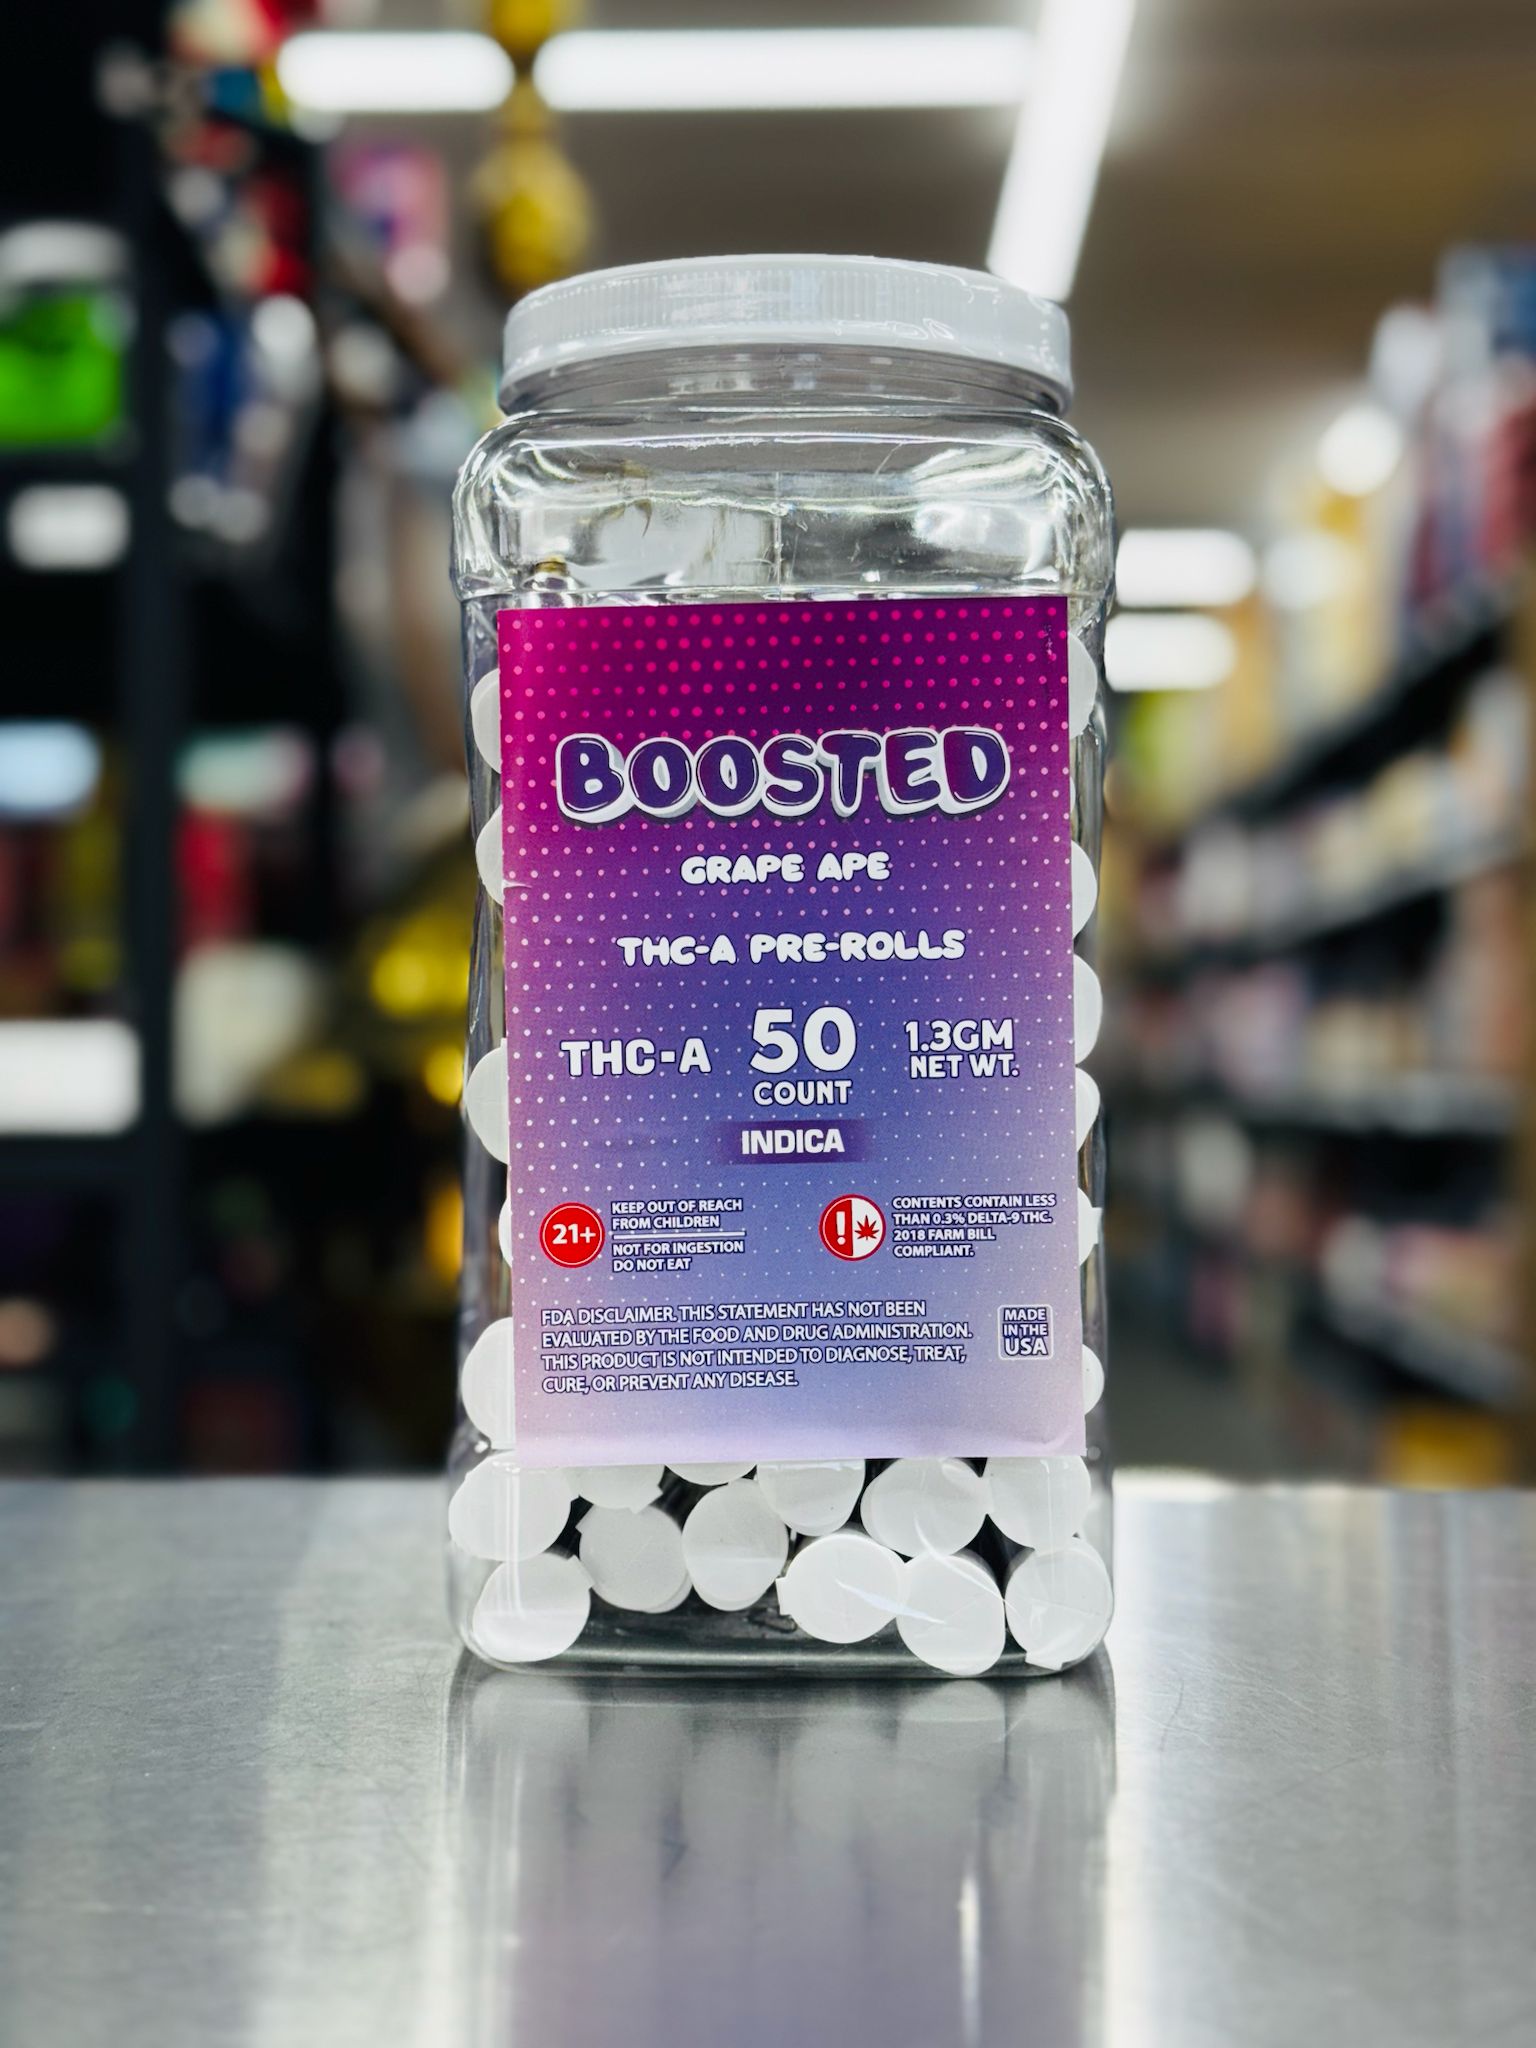 BOOSTED
GRAPE APE
THC-A PRE-ROLLS
THC-A
50
COUNT
1.3GM
NET WT.
INDICA
21+
KEEP OUT OF REACH
FROM CHILDREN
NOT FOR INGESTION
DO NOT EAT
!
CONTENTS CONTAIN LESS
THAN 0.3% DELTA-9 THC.
2018 FARM BILL
COMPLIANT.
FDA DISCLAIMER. THIS STATEMENT HAS NOT BEEN
EVALUATED BY THE FOOD AND DRUG ADMINISTRATION.
THIS PRODUCT IS NOT INTENDED TO DIAGNOSE, TREAT,
CURE, OR PREVENT ANY DISEASE.
MADE
IN THE
USA